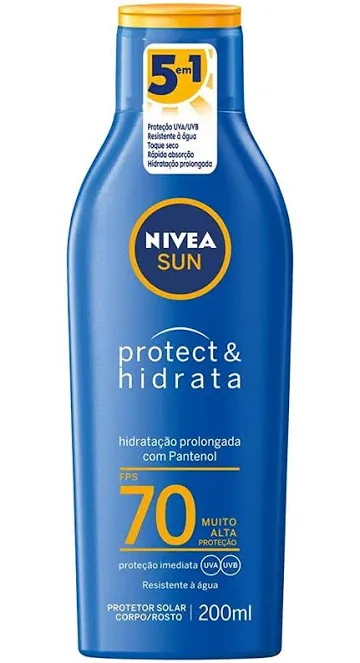 5 em 1
Proteção UVA/UVB
Resistente à água
Toque seco
Rápida absorção
Hidratação prolongada
NIVEA
SUN
protect &
hidrata
hidratação prolongada
com Pantenol
FPS
70 MUITO
ALTA
PROTEÇÃO
proteção imediata UVA UVB
Resistente à água
PROTETOR SOLAR
CORPO/ROSTO 200ml